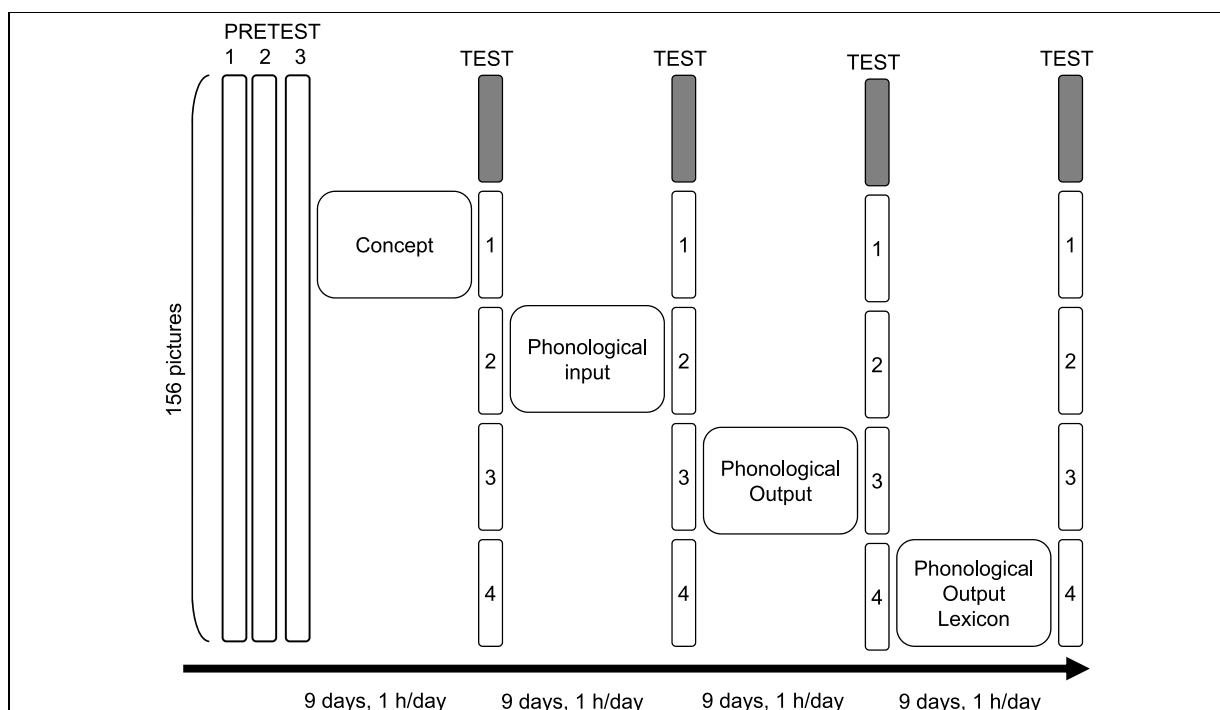 PRETEST
1 2 3
TEST
TEST
TEST
TEST
156 pictures
Concept
1
2
3
4
Phonological
input
1
2
3
4
Phonological
Output
1
2
3
4
Phonological
Output
Lexicon
1
2
3
4
9 days, 1 h/day
9 days, 1 h/day
9 days, 1 h/day
9 days, 1 h/day